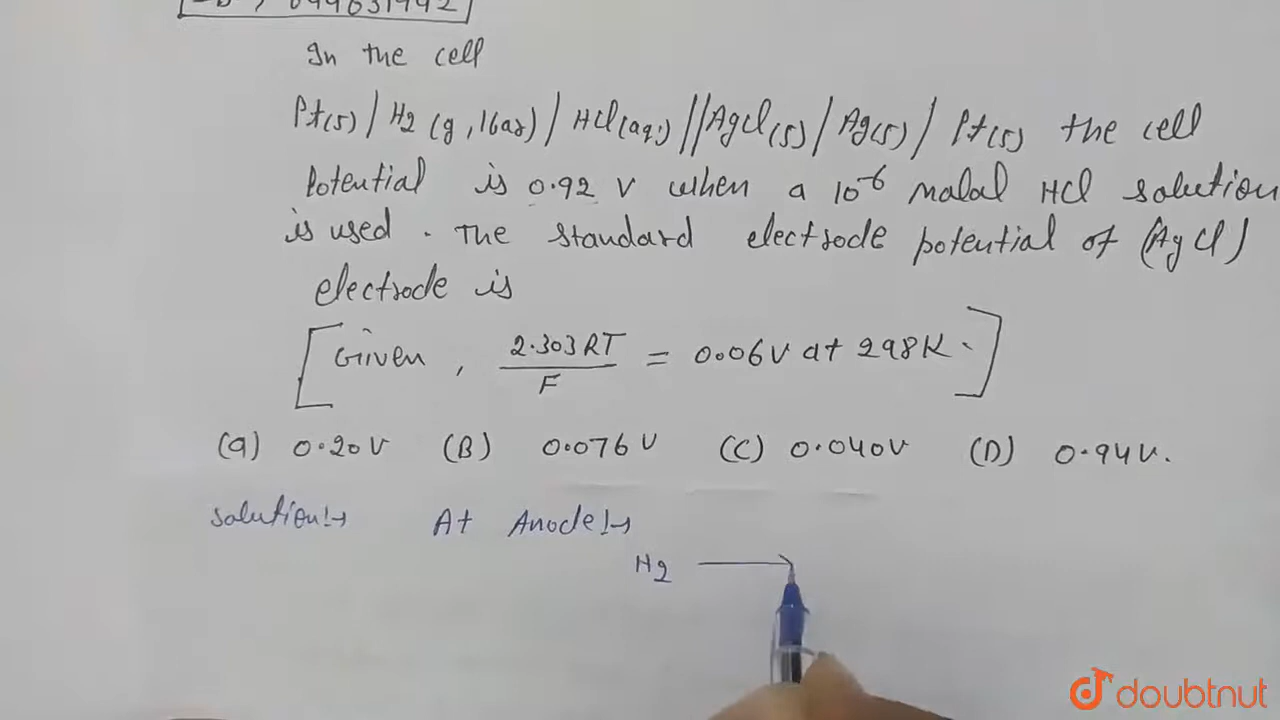 In the cell
Pt(s) / H2 (g, 1bar) / HCl(aq.) // AgCl(s) / Ag(s) / Pt(s) the cell
potential is 0.92 V when a 10-6 molal HCl solution
is used. The standard electrode potential of (AgCl)
electrode is
[Given, 2.303RT/F = 0.06V at 298K.]
(a) 0.20V (B) 0.076V (C) 0.040V (D) 0.94V.
Solution:→ At Anode:→
H2 →
doubtnut